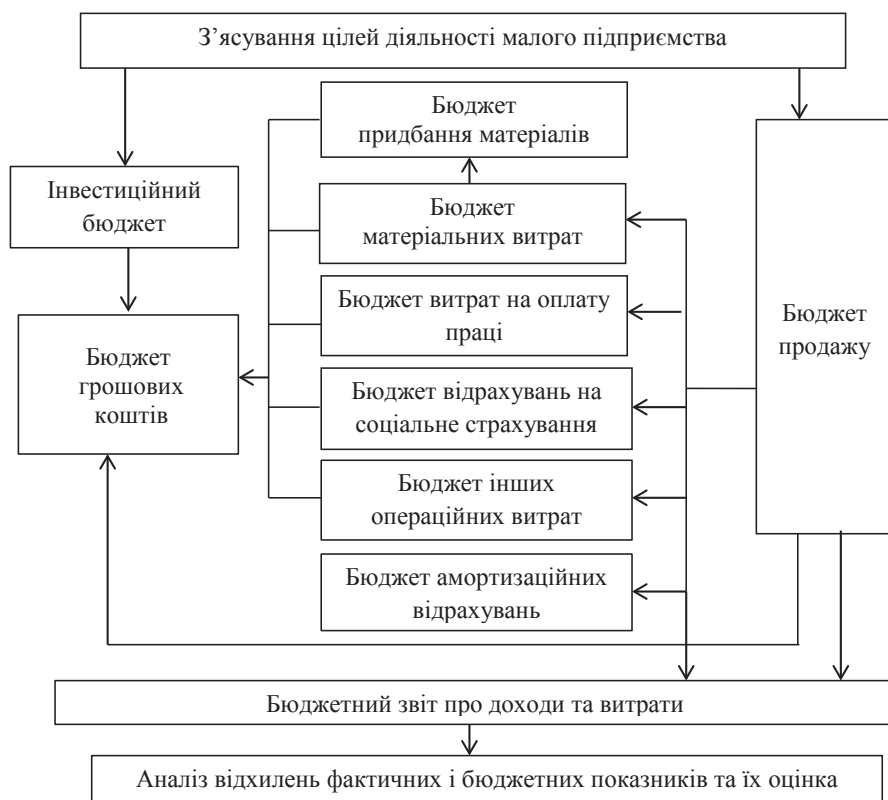 З’ясування цілей діяльності малого підприємства
Бюджет
придбання матеріалів
Інвестиційний
бюджет
Бюджет
матеріальних витрат
Бюджет витрат на оплату
праці
Бюджет
продажу
Бюджет
грошових
коштів
Бюджет відрахувань на
соціальне страхування
Бюджет інших
операційних витрат
Бюджет амортизаційних
відрахувань
Бюджетний звіт про доходи та витрати
Аналіз відхилень фактичних і бюджетних показників та їх оцінка